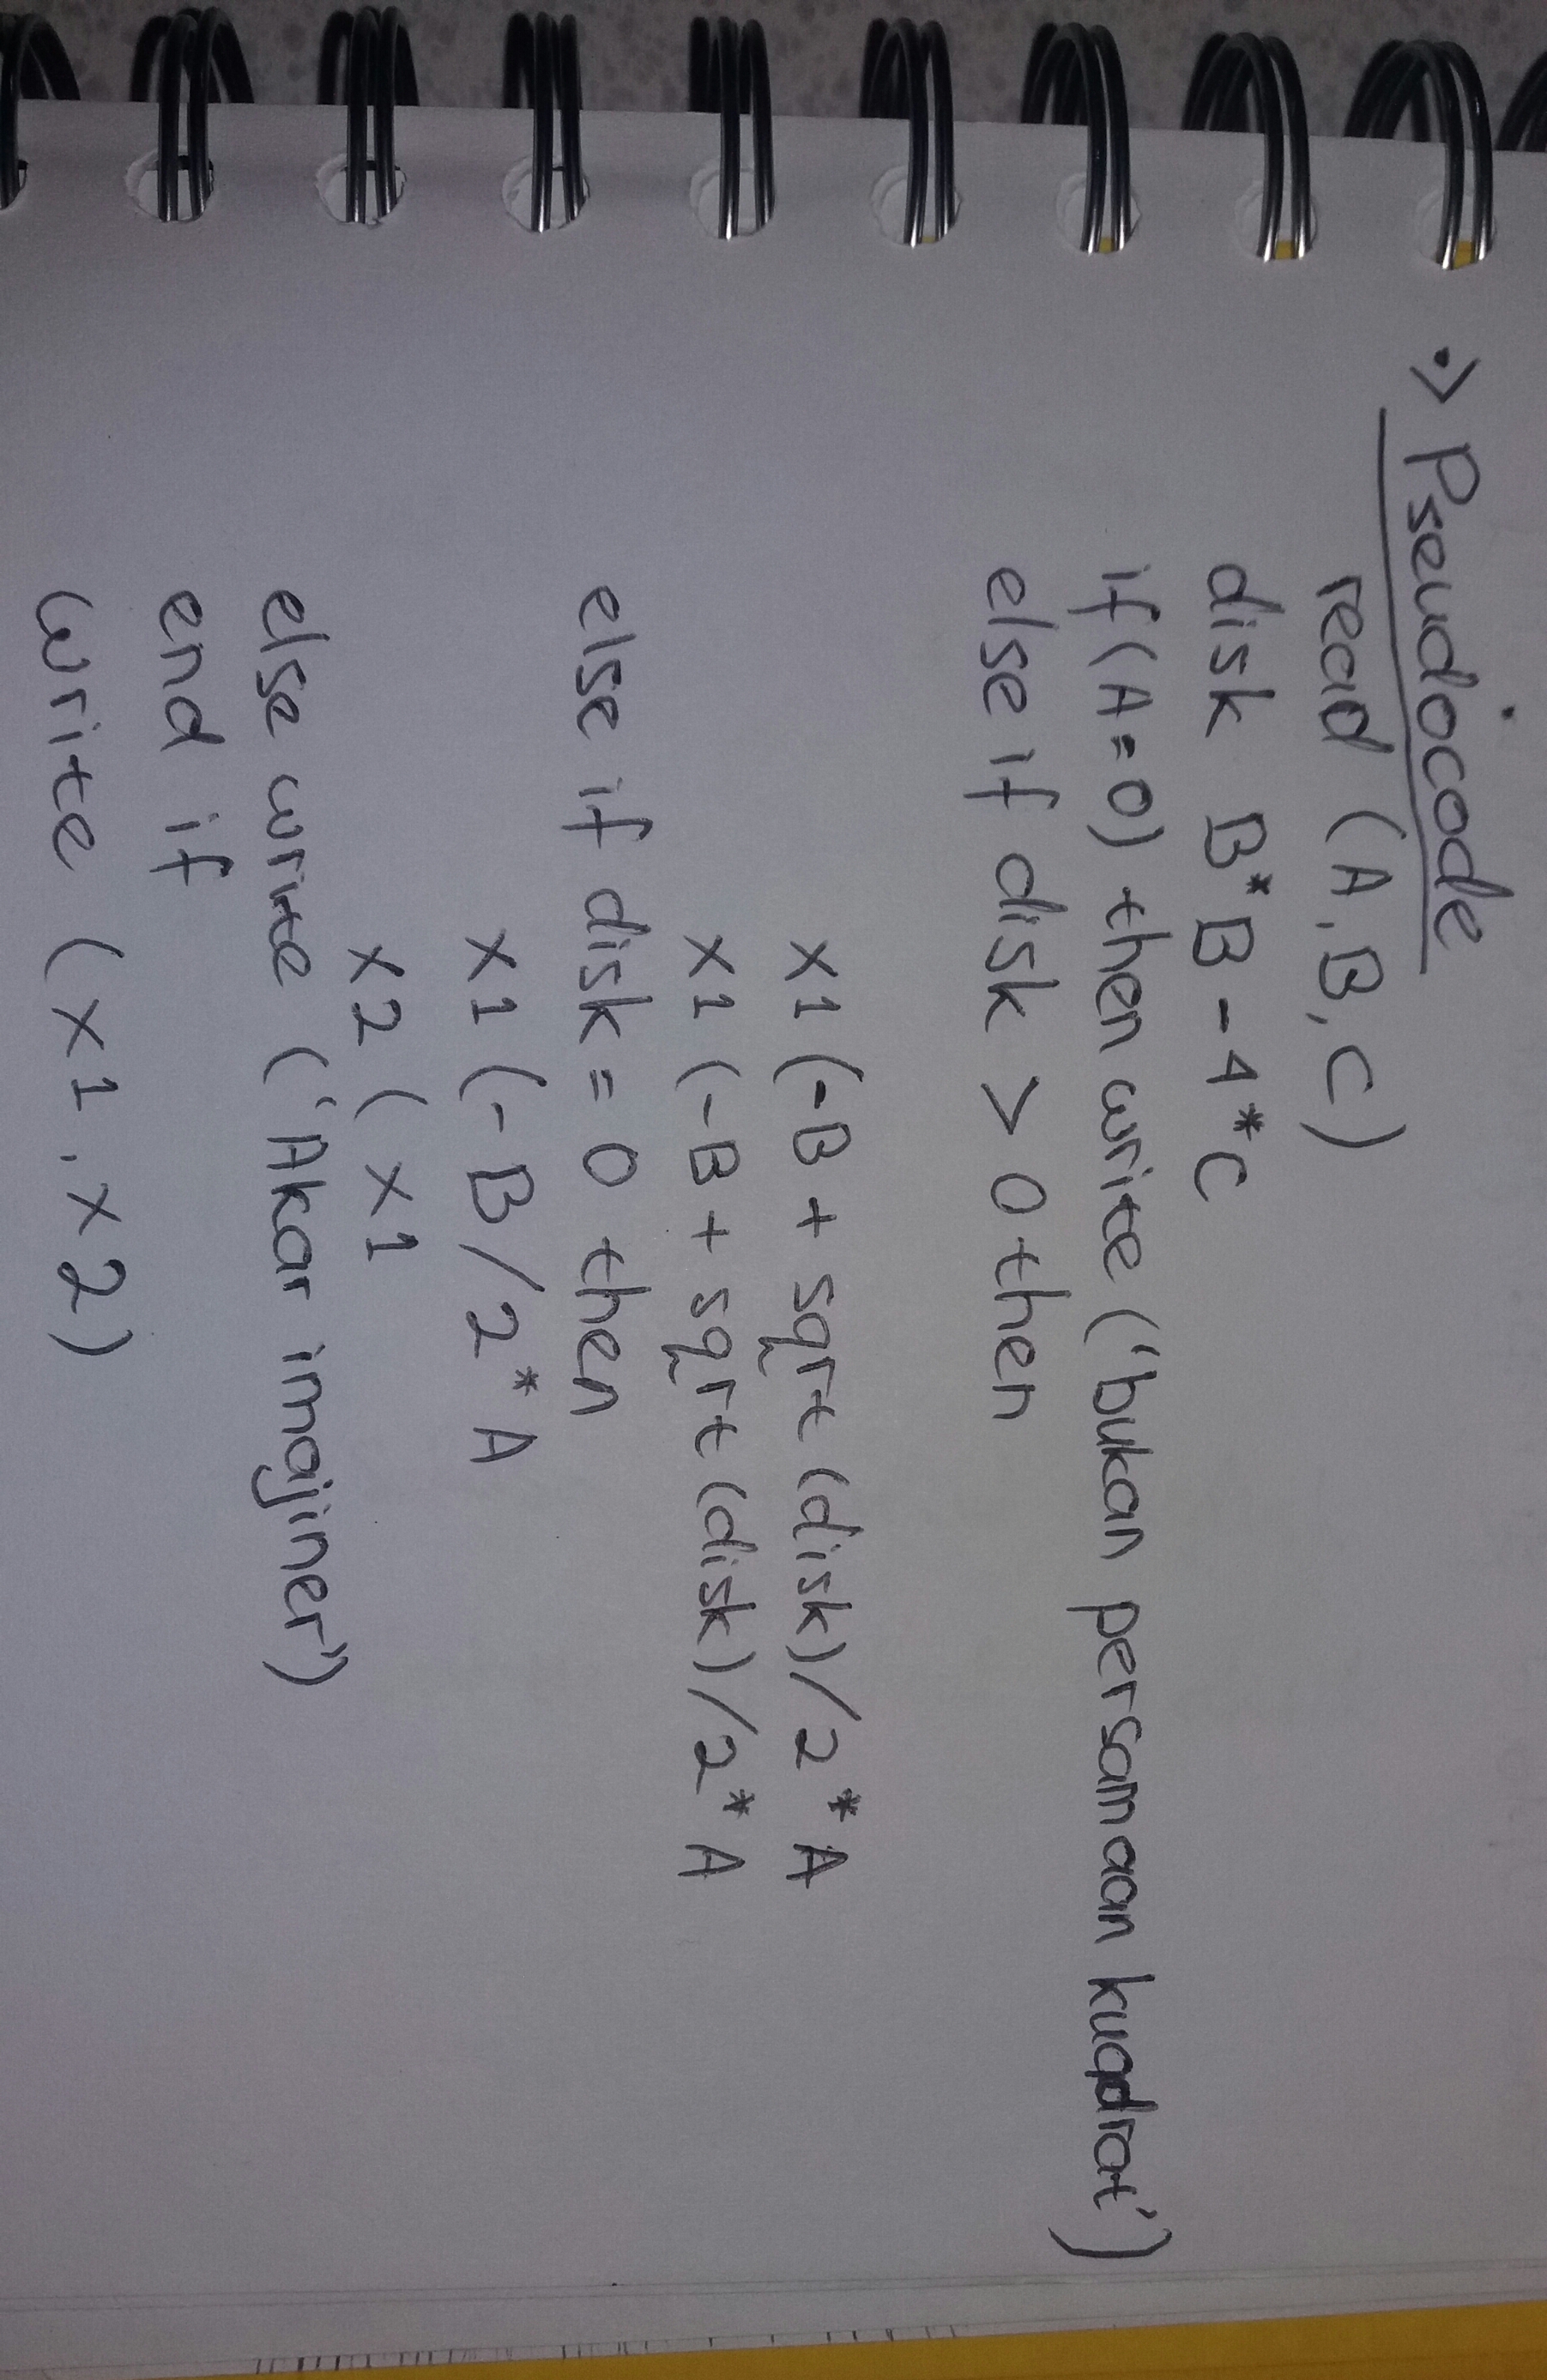 •> Pseudocode
read (A, B, C)
disk B*B - 4*C
if (A = 0) then write ('bukan persamaan kuadrat')
else if disk > 0 then
x1 (-B + sqrt (disk) / 2 * A
x1 (-B + sqrt (disk) / 2 * A
else if disk = 0 then
x1 (-B / 2 * A
x2 ( x1
else write ('Akar imajiner')
end if
write (x1, x2)